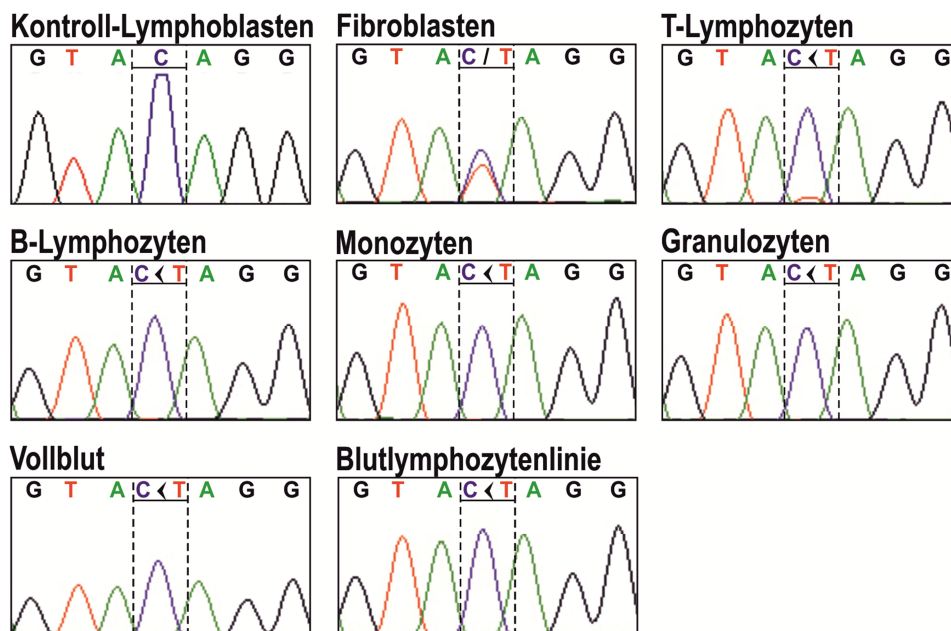 Kontroll-Lymphoblasten
G T A C A G G
Fibroblasten
G T A C / T A G G
T-Lymphozyten
G T A C < T A G G
B-Lymphozyten
G T A C < T A G G
Monozyten
G T A C < T A G G
Granulozyten
G T A C < T A G G
Vollblut
G T A C < T A G G
Blutlymphozytenlinie
G T A C < T A G G